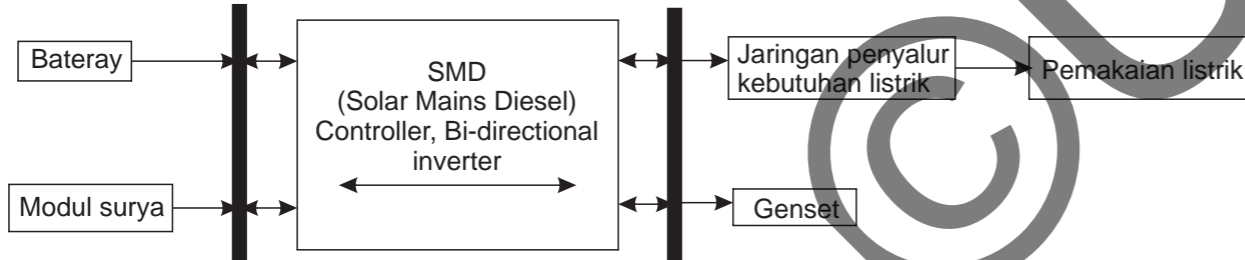 Bateray
Modul surya
SMD
(Solar Mains Diesel)
Controller, Bi-directional
inverter
Jaringan penyalur
kebutuhan listrik
Pemakaian listrik
Genset